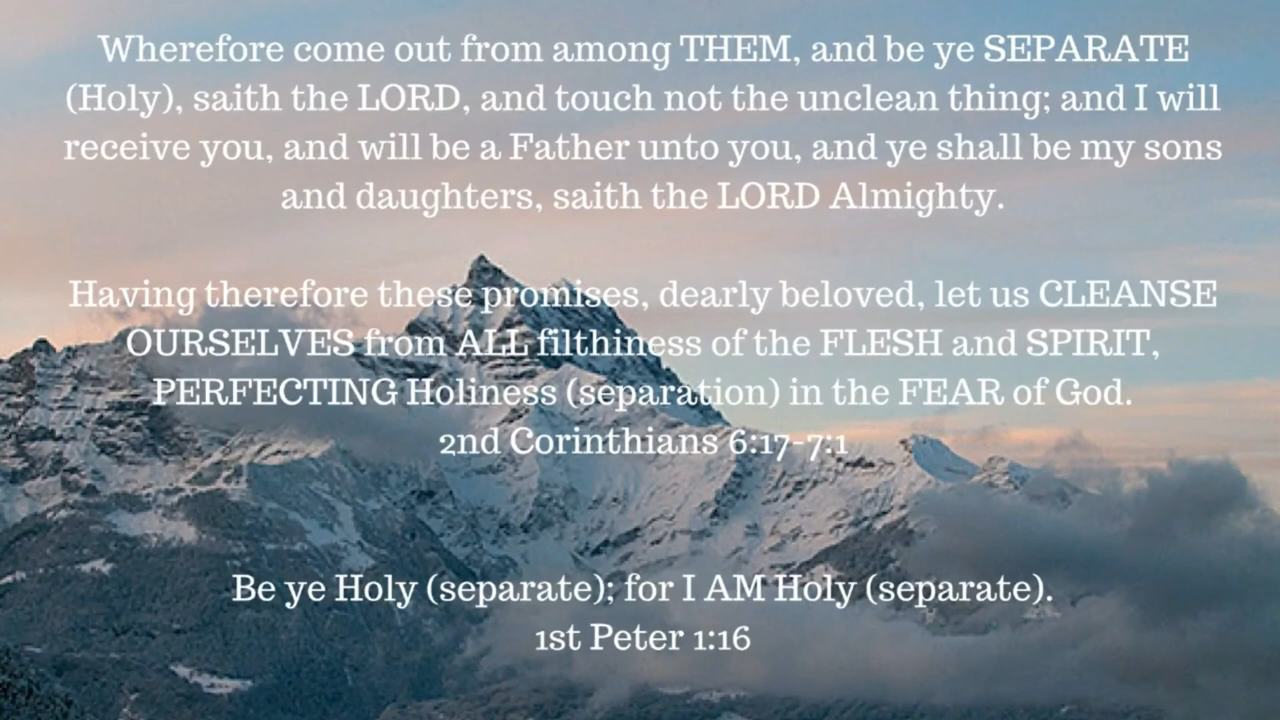 Wherefore come out from among THEM, and be ye SEPARATE
(Holy), saith the LORD, and touch not the unclean thing; and I will
receive you, and will be a Father unto you, and ye shall be my sons
and daughters, saith the LORD Almighty.
Having therefore these promises, dearly beloved, let us CLEANSE
OURSELVES from ALL filthiness of the FLESH and SPIRIT,
PERFECTING Holiness (separation) in the FEAR of God.
2nd Corinthians 6:17-7:1
Be ye Holy (separate); for I AM Holy (separate).
1st Peter 1:16